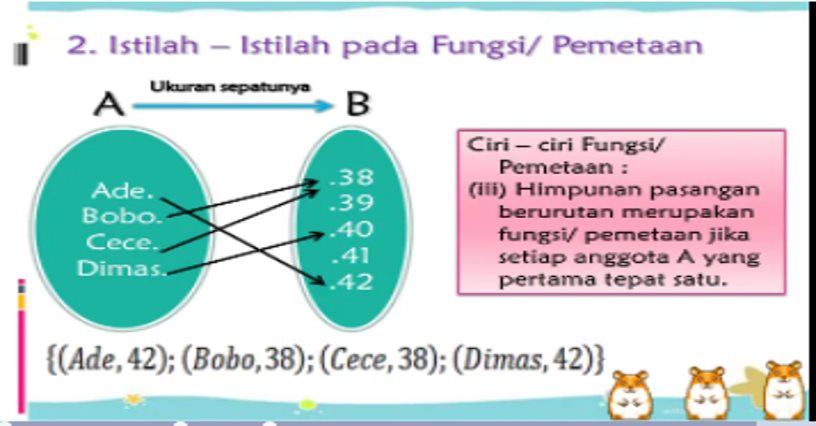 2. Istilah – Istilah pada Fungsi/ Pemetaan
Ukuran sepatunya
A B
Ade.
Bobo.
Cece.
Dimas.
.38
.39
.40
.41
.42
Ciri – ciri Fungsi/
Pemetaan :
(iii) Himpunan pasangan
berurutan merupakan
fungsi/ pemetaan jika
setiap anggota A yang
pertama tepat satu.
{(Ade, 42); (Bobo, 38); (Cece, 38); (Dimas, 42)}